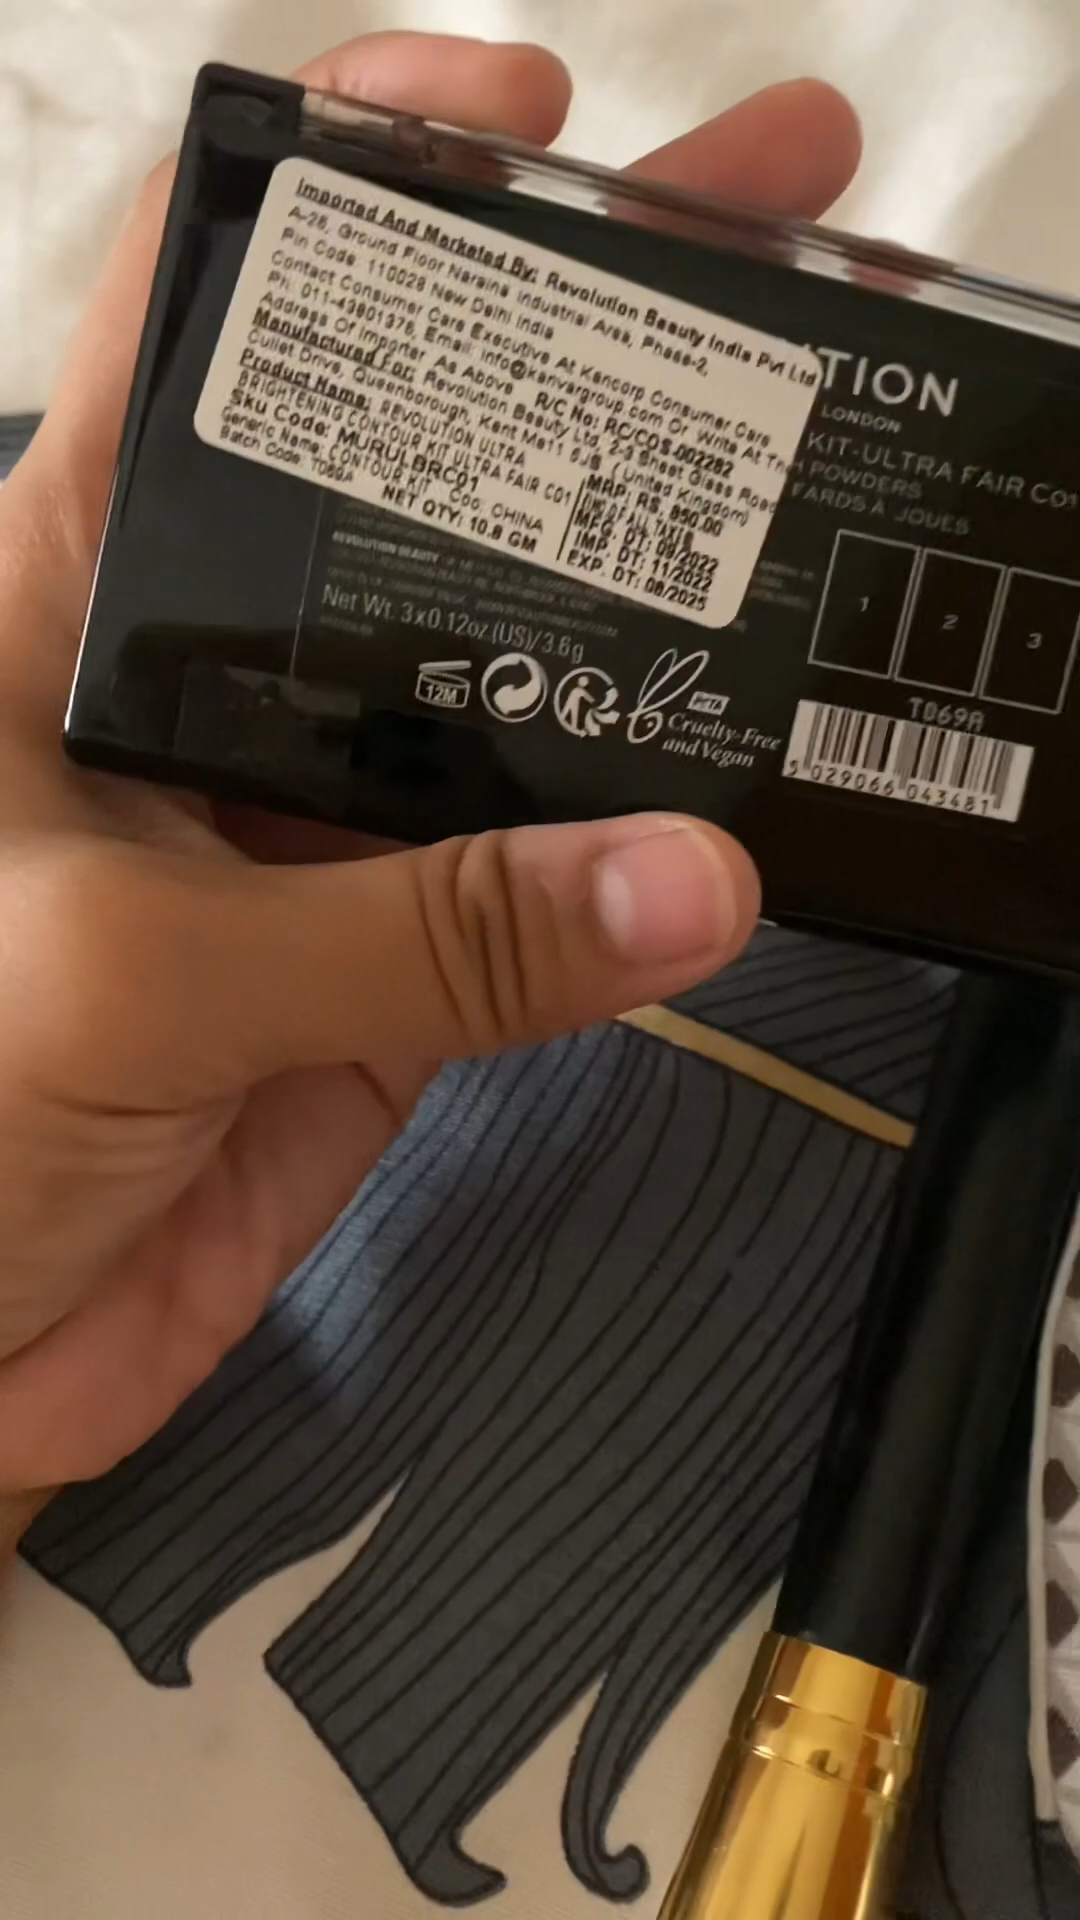 Imported And Marketed By: Revolution Beauty India Pvt Ltd
A-28, Ground Floor Naraina Industrial Area, Phase-2,
Pin Code: 110028 New Delhi India
Contact Consumer Care Executive At Kancorp Consumer Care
Ph: 011-43801376, Email: info@kanvargroup.com Or Write At The
Address Of Importer As Above R/C No: RC/COS-002282
Manufactured For: Revolution Beauty Ltd, 2-3 Sheet Glass Road
Cullet Drive, Queenborough, Kent Me11 5JS (United Kingdom)
Product Name: REVOLUTION ULTRA
BRIGHTENING CONTOUR KIT ULTRA FAIR C01
Sku Code: MURULBRC01
Generic Name: CONTOUR KIT, Coo: CHINA
Batch Code: T069A
NET QTY: 10.8 GM
MRP: RS: 890.00
OF ALL TAXES
MFG. DT: 09/2022
IMP. DT: 11/2022
EXP. DT: 08/2025
TION
LONDON
KIT-ULTRA FAIR C01
POWDERS
FARDS À JOUES
1
2
3
REVOLUTION BEAUTY
Net Wt. 3x0.12oz (US)/3.6g
12M
PETA
Cruelty-Free
and Vegan
T069A
5 029066 043481